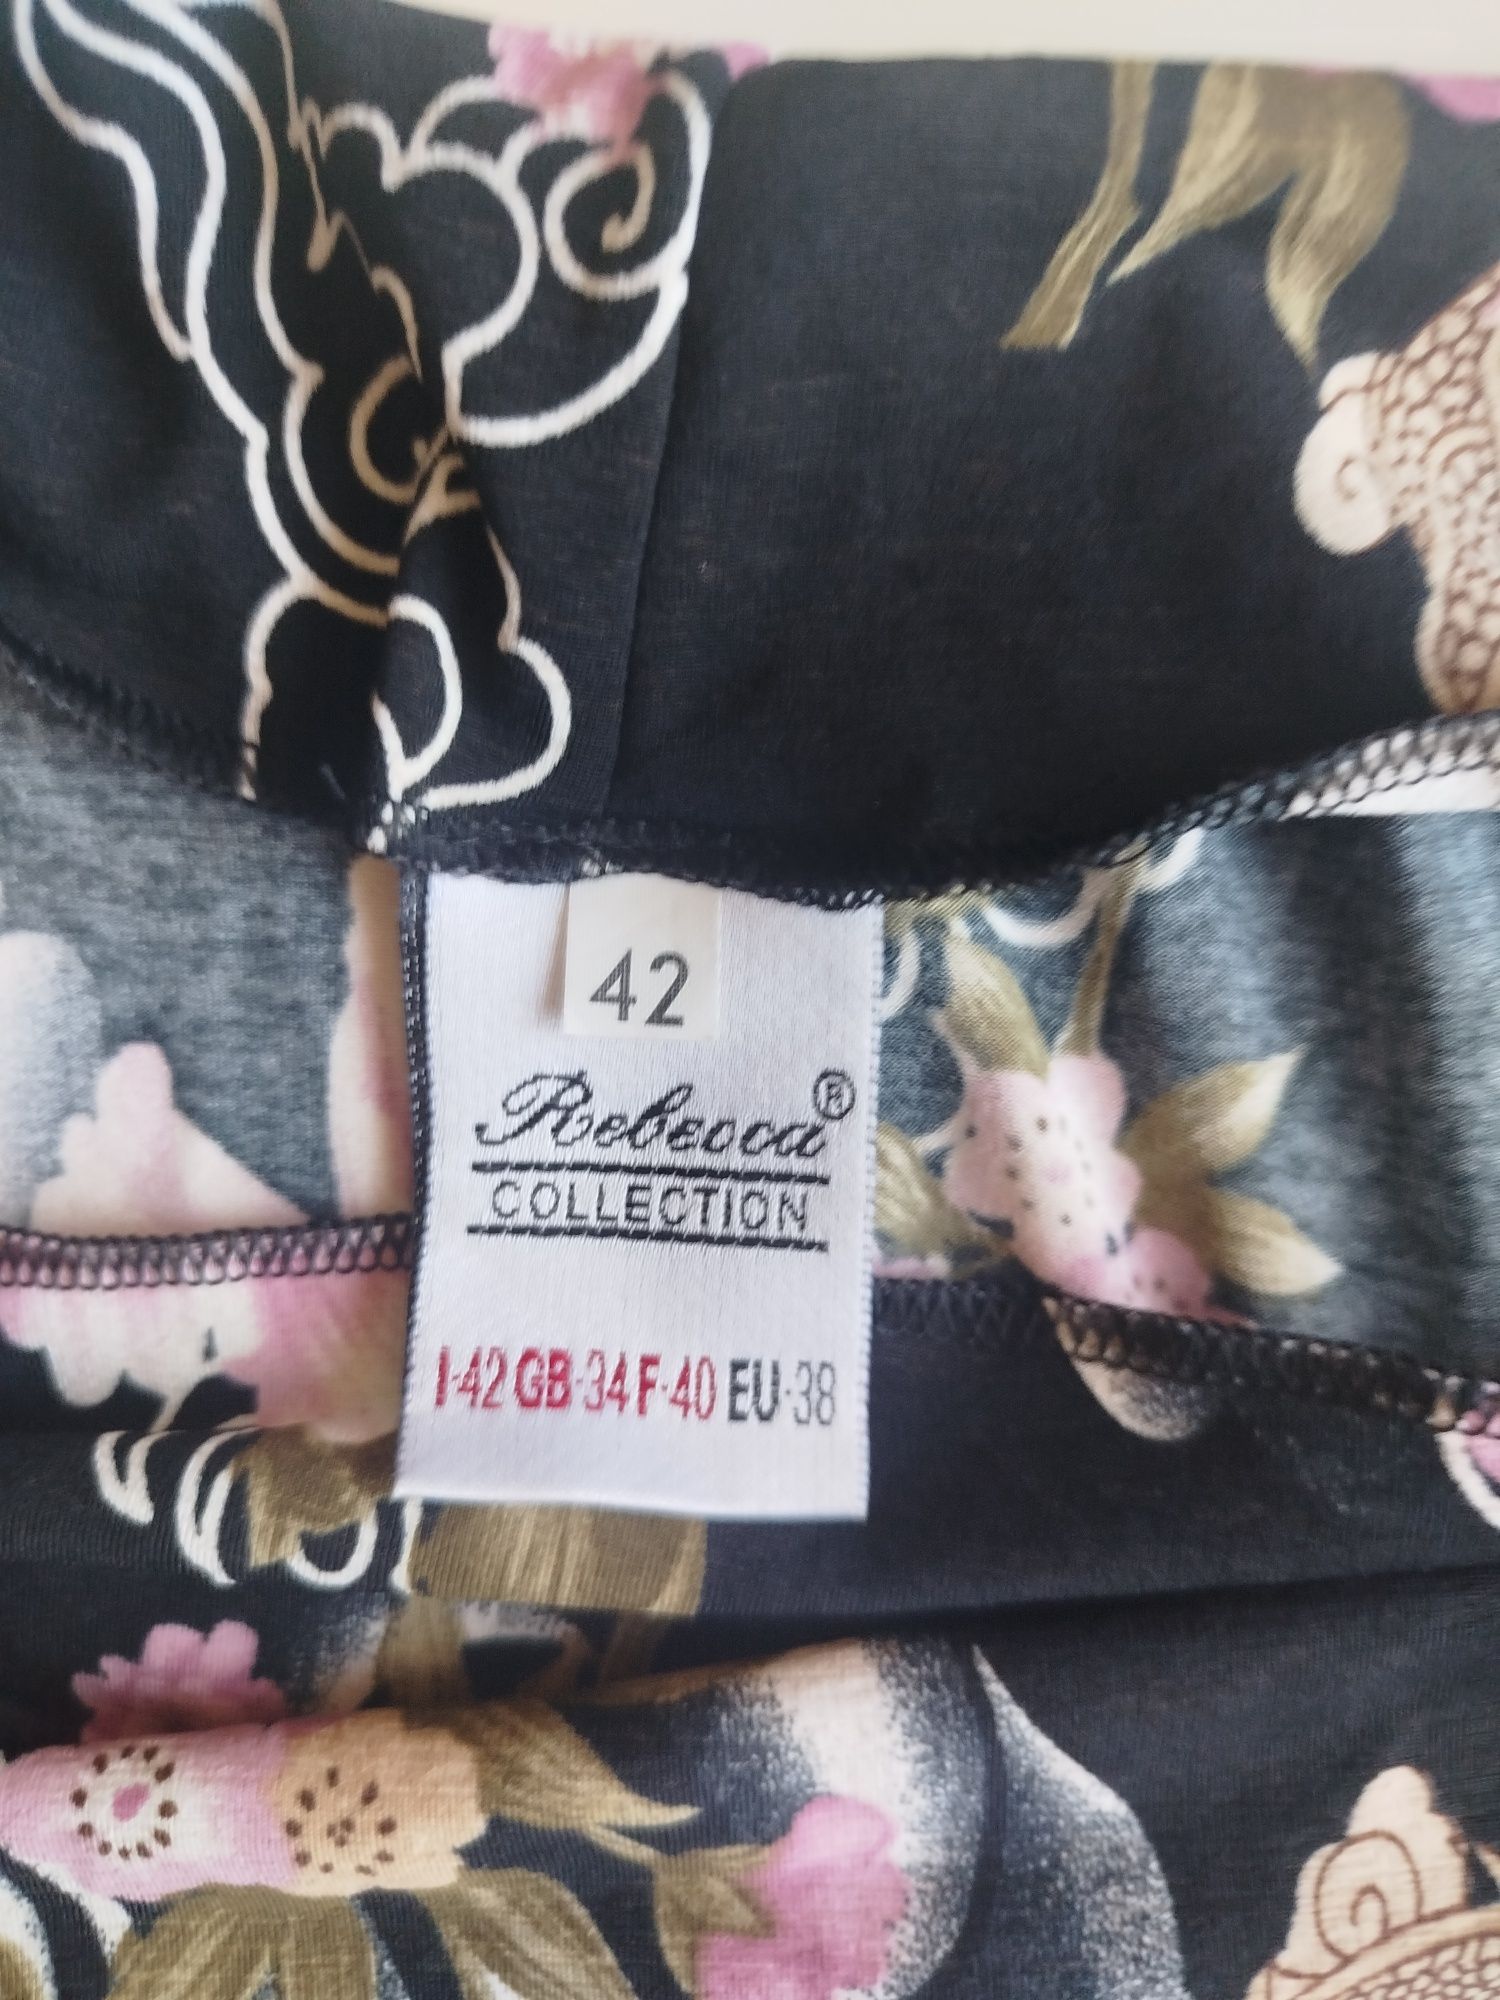 42
Rebecca®
COLLECTION
I-42 GB-34 F-40 EU-38